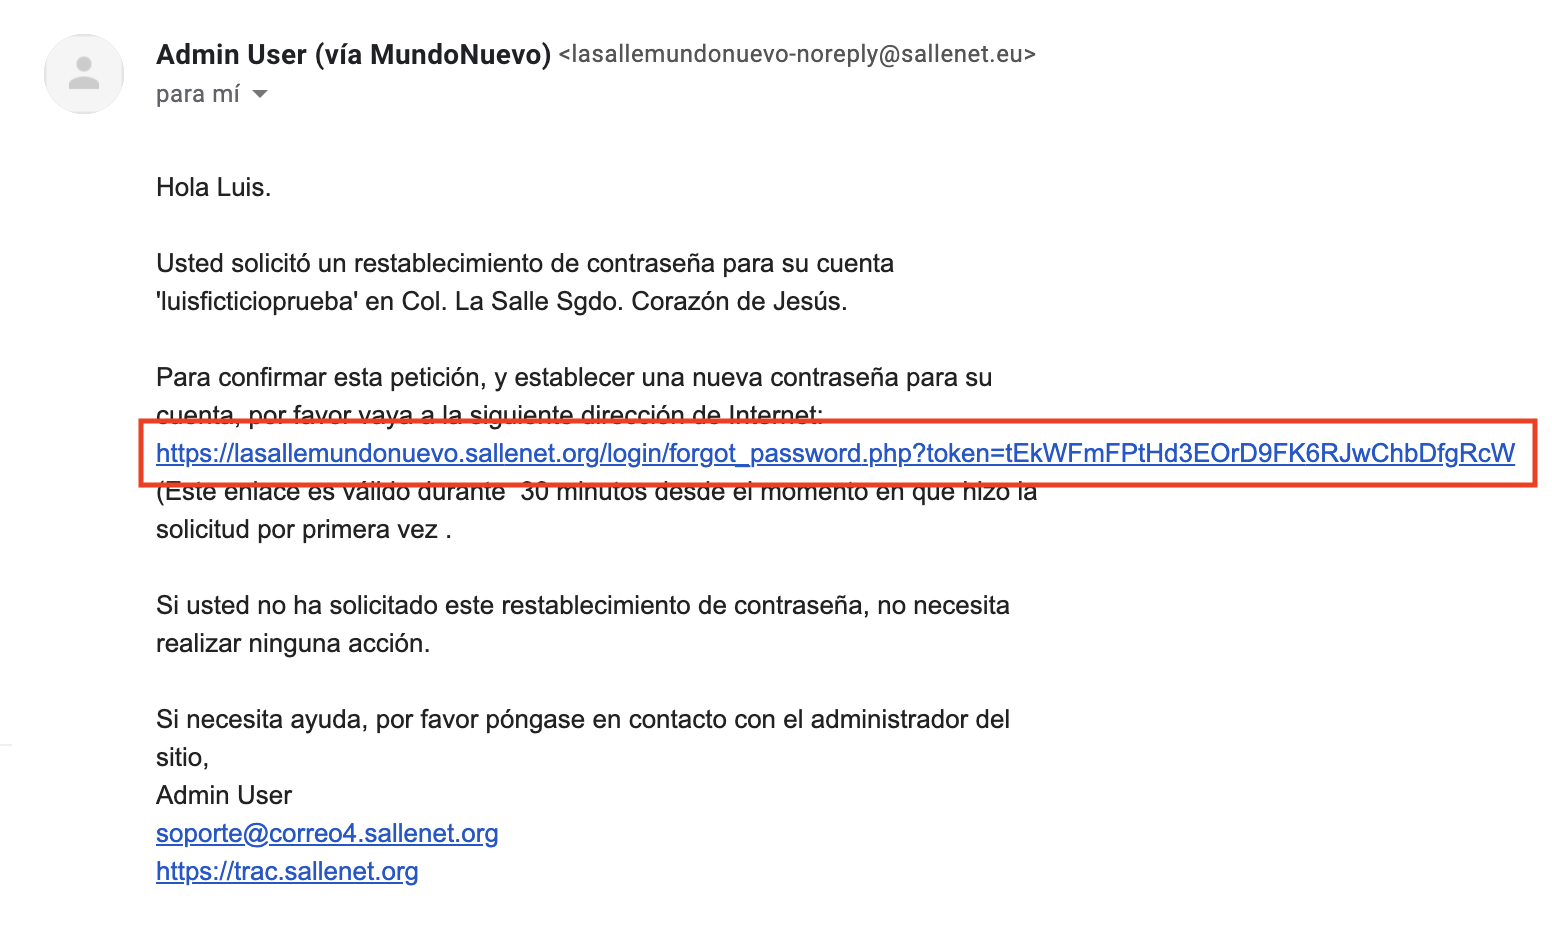 Admin User (vía MundoNuevo) <lasallemundonuevo-noreply@sallenet.eu>
para mí
Hola Luis.
Usted solicitó un restablecimiento de contraseña para su cuenta
'luisficticioprueba' en Col. La Salle Sgdo. Corazón de Jesús.
Para confirmar esta petición, y establecer una nueva contraseña para su
cuenta, por favor vaya a la siguiente dirección de Internet:
https://lasallemundonuevo.sallenet.org/login/forgot_password.php?token=tEkWFmFPtHd3EOrD9FK6RJwChbDfgRcW
(Este enlace es válido durante  30 minutos desde el momento en que hizo la
solicitud por primera vez .
Si usted no ha solicitado este restablecimiento de contraseña, no necesita
realizar ninguna acción.
Si necesita ayuda, por favor póngase en contacto con el administrador del
sitio,
Admin User
soporte@correo4.sallenet.org
https://trac.sallenet.org